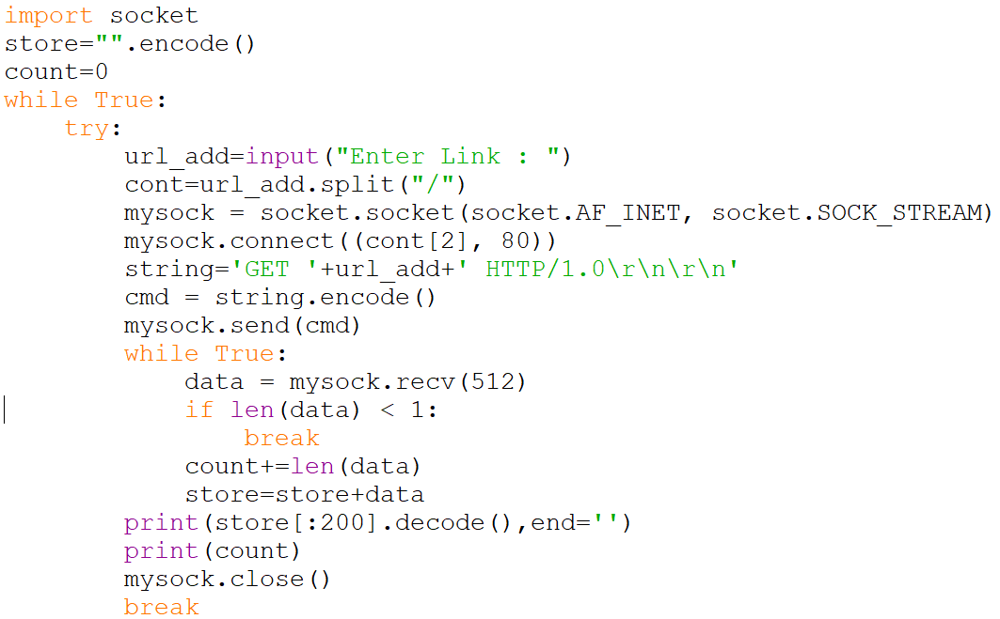 import socket
store="".encode()
count=0
while True:
    try:
        url_add=input("Enter Link : ")
        cont=url_add.split("/")
        mysock = socket.socket(socket.AF_INET, socket.SOCK_STREAM)
        mysock.connect((cont[2], 80))
        string='GET '+url_add+' HTTP/1.0\r\n\r\n'
        cmd = string.encode()
        mysock.send(cmd)
        while True:
            data = mysock.recv(512)
            if len(data) < 1:
                break
            count+=len(data)
            store=store+data
        print(store[:200].decode(),end='')
        print(count)
        mysock.close()
        break